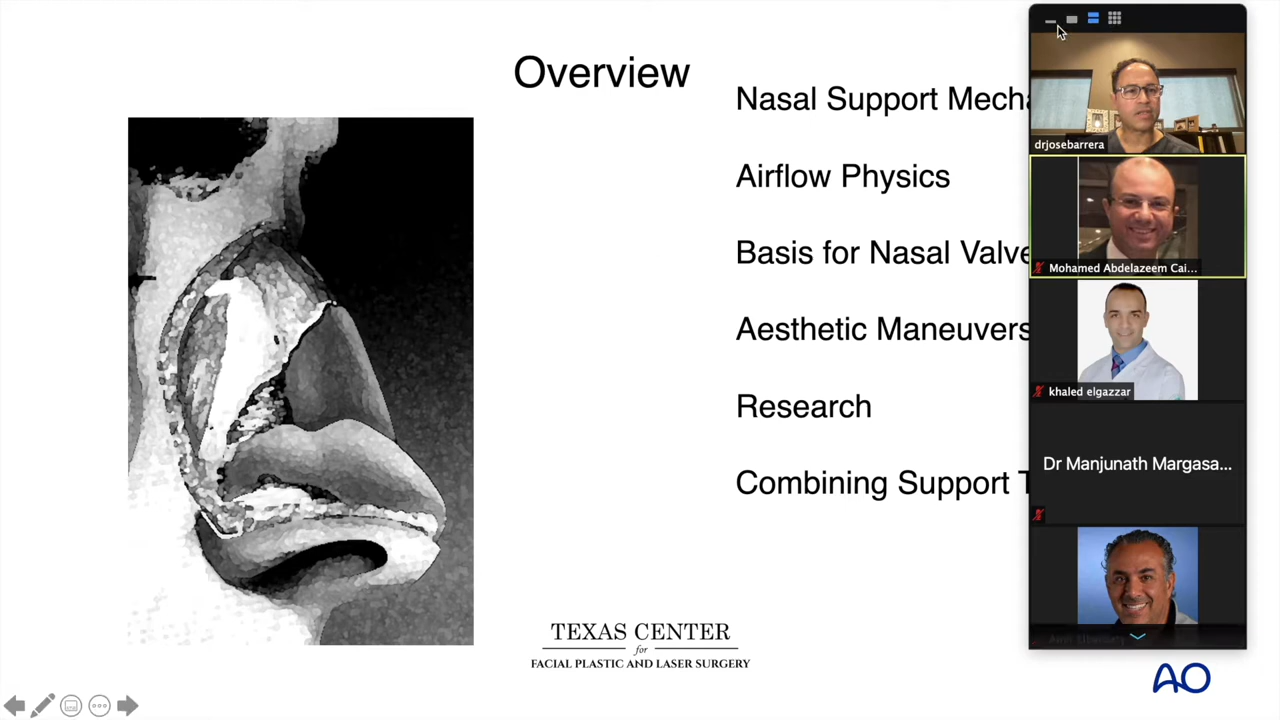 Overview
Nasal Support Mecha
Airflow Physics
Basis for Nasal Valve
Aesthetic Maneuvers
Research
Combining Support T
TEXAS CENTER
for
FACIAL PLASTIC AND LASER SURGERY
AO
drjosebarrera
Mohamed Abdelazeem Cai...
khaled elgazzar
Dr Manjunath Margasa...